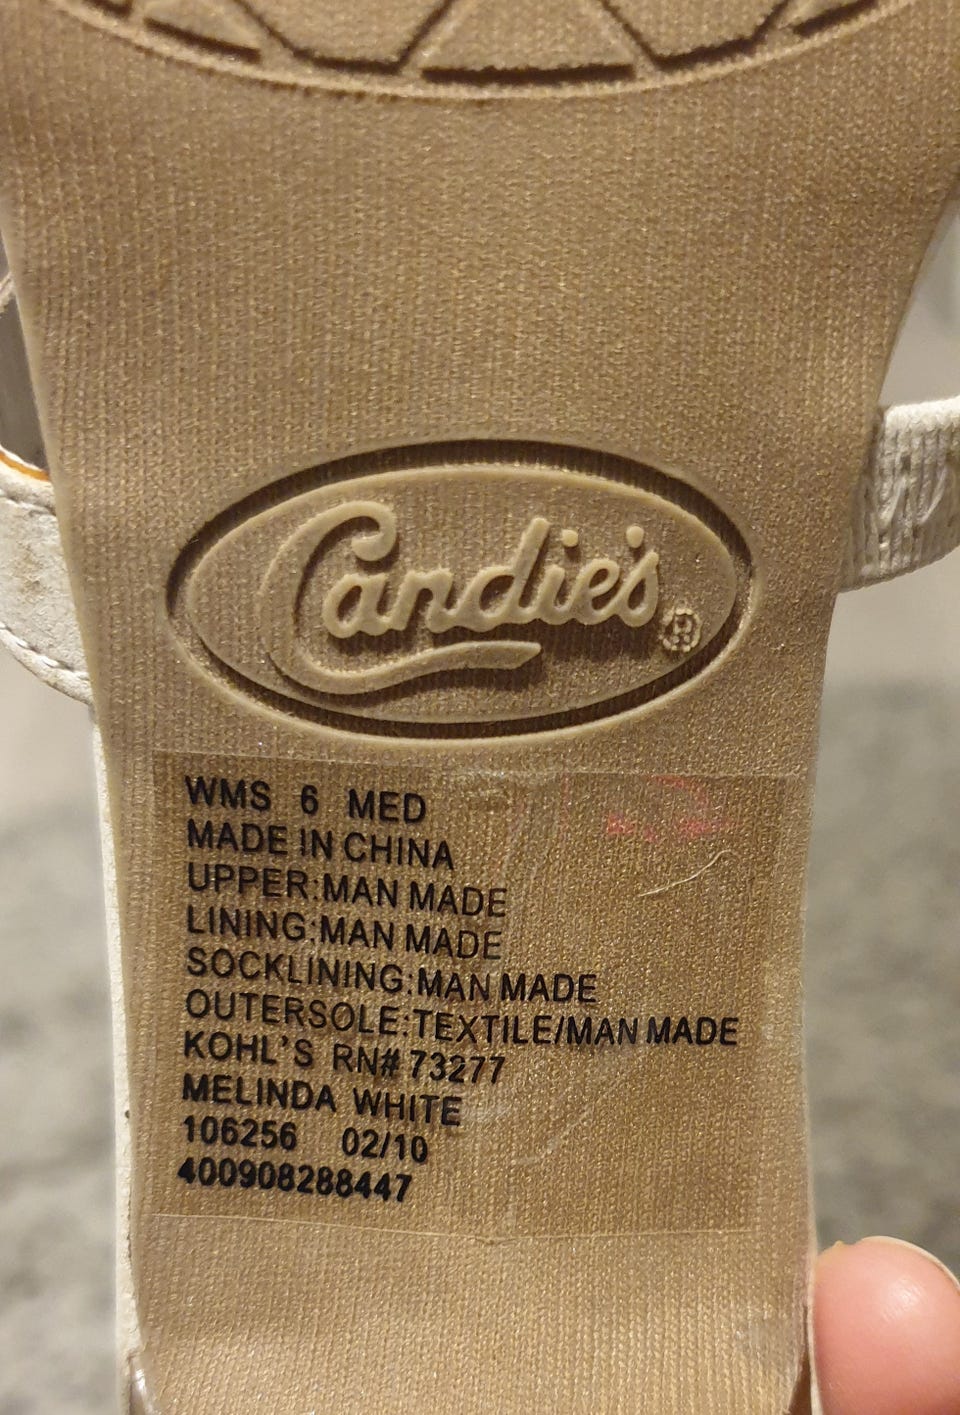 Candie's®
WMS 6 MED
MADE IN CHINA
UPPER:MAN MADE
LINING:MAN MADE
SOCKLINING:MAN MADE
OUTERSOLE:TEXTILE/MAN MADE
KOHL'S RN# 73277
MELINDA WHITE
106256 02/10
400908288447